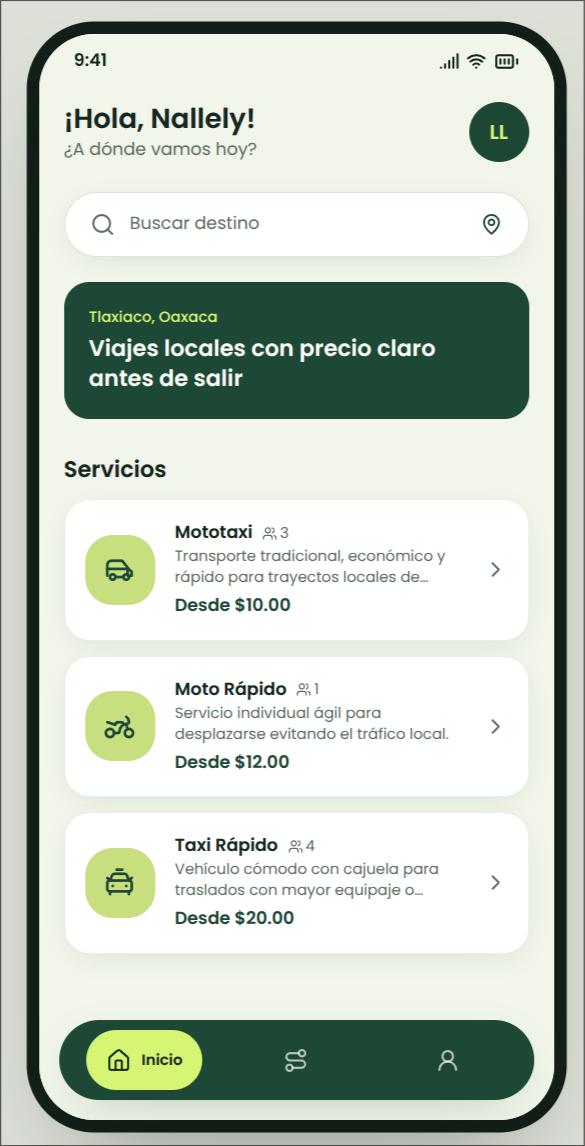 9:41
¡Hola, Nallely!
¿A dónde vamos hoy?
LL
Buscar destino
Tlaxiaco, Oaxaca
Viajes locales con precio claro
antes de salir
Servicios
Mototaxi 3
Transporte tradicional, económico y
rápido para trayectos locales de…
Desde $10.00
Moto Rápido 1
Servicio individual ágil para
desplazarse evitando el tráfico local.
Desde $12.00
Taxi Rápido 4
Vehículo cómodo con cajuela para
traslados con mayor equipaje o…
Desde $20.00
Inicio